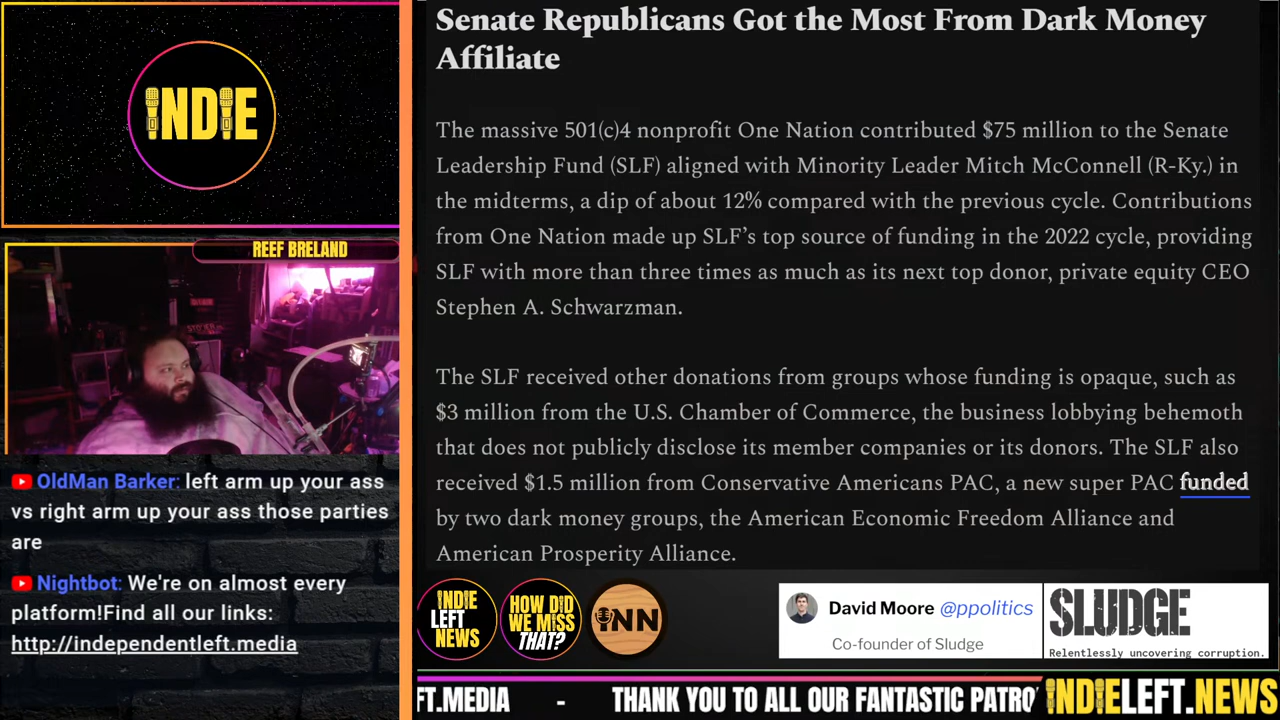 INDIE
REEF BRELAND
OldMan Barker: left arm up your ass
vs right arm up your ass those parties
are
Nightbot: We're on almost every
platform!Find all our links:
http://independentleft.media
Senate Republicans Got the Most From Dark Money
Affiliate
The massive 501(c)4 nonprofit One Nation contributed $75 million to the Senate
Leadership Fund (SLF) aligned with Minority Leader Mitch McConnell (R-Ky.) in
the midterms, a dip of about 12% compared with the previous cycle. Contributions
from One Nation made up SLF’s top source of funding in the 2022 cycle, providing
SLF with more than three times as much as its next top donor, private equity CEO
Stephen A. Schwarzman.
The SLF received other donations from groups whose funding is opaque, such as
$3 million from the U.S. Chamber of Commerce, the business lobbying behemoth
that does not publicly disclose its member companies or its donors. The SLF also
received $1.5 million from Conservative Americans PAC, a new super PAC funded
by two dark money groups, the American Economic Freedom Alliance and
American Prosperity Alliance.
INDIE
LEFT
NEWS
HOW DID
WE MISS
THAT?
INN
David Moore @ppolitics
Co-founder of Sludge
SLUDGE
Relentlessly uncovering corruption.
FT.MEDIA - THANK YOU TO ALL OUR FANTASTIC PATRO
INDIELEFT.NEWS